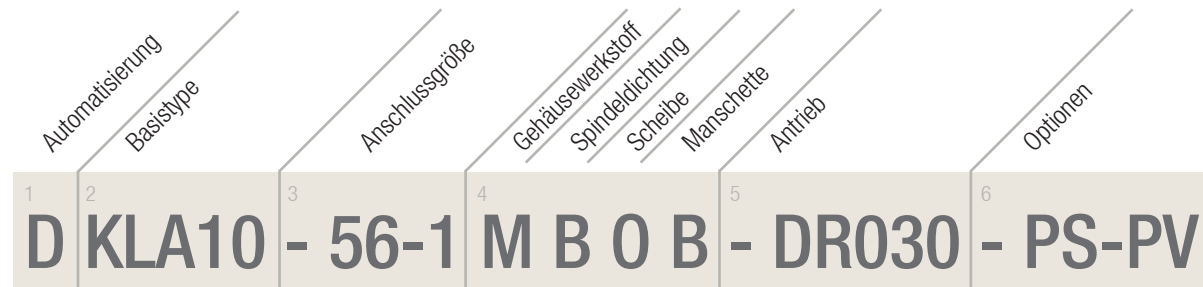 Automatisierung
Basistype
Anschlussgröße
Gehäusewerkstoff
Spindeldichtung
Scheibe
Manschette
Antrieb
Optionen
1 2 3 4 5 6
D KLA10 - 56-1 M B O B - DR030 - PS-PV